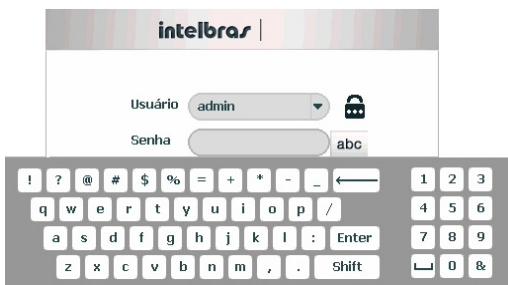 intelbras
Usuário admin
Senha abc
! ? @ # $ % = + * - _ 1 2 3
q w e r t y u i o p / 4 5 6
a s d f g h j k l : Enter 7 8 9
z x c v b n m , . Shift 0 &